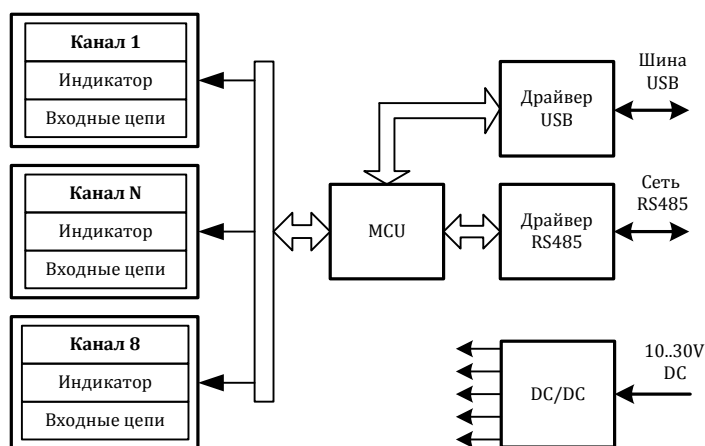 Канал 1
Индикатор
Входные цепи
Канал N
Индикатор
Входные цепи
Канал 8
Индикатор
Входные цепи
MCU
Драйвер
USB
Шина
USB
Драйвер
RS485
Сеть
RS485
DC/DC
10..30V
DC